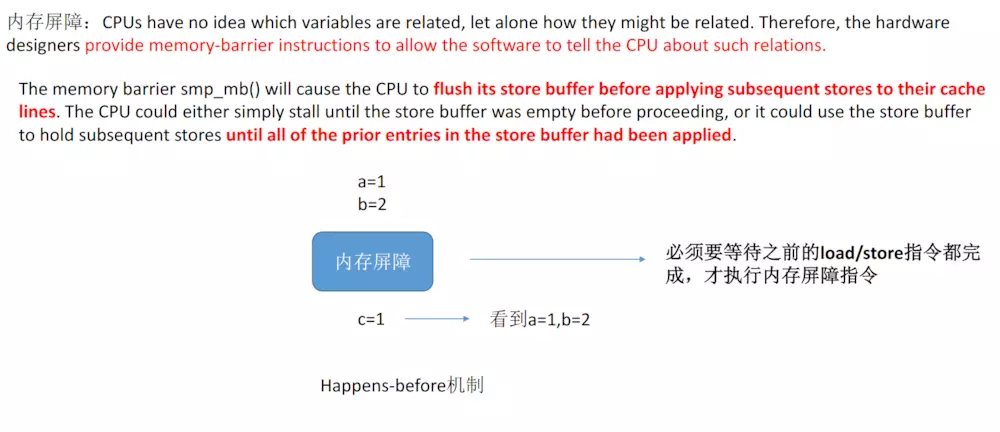 内存屏障：CPUs have no idea which variables are related, let alone how they might be related. Therefore, the hardware
designers provide memory-barrier instructions to allow the software to tell the CPU about such relations.
The memory barrier smp_mb() will cause the CPU to flush its store buffer before applying subsequent stores to their cache
lines. The CPU could either simply stall until the store buffer was empty before proceeding, or it could use the store buffer
to hold subsequent stores until all of the prior entries in the store buffer had been applied.
a=1
b=2
内存屏障
必须要等待之前的load/store指令都完
成，才执行内存屏障指令
c=1
看到a=1,b=2
Happens-before机制